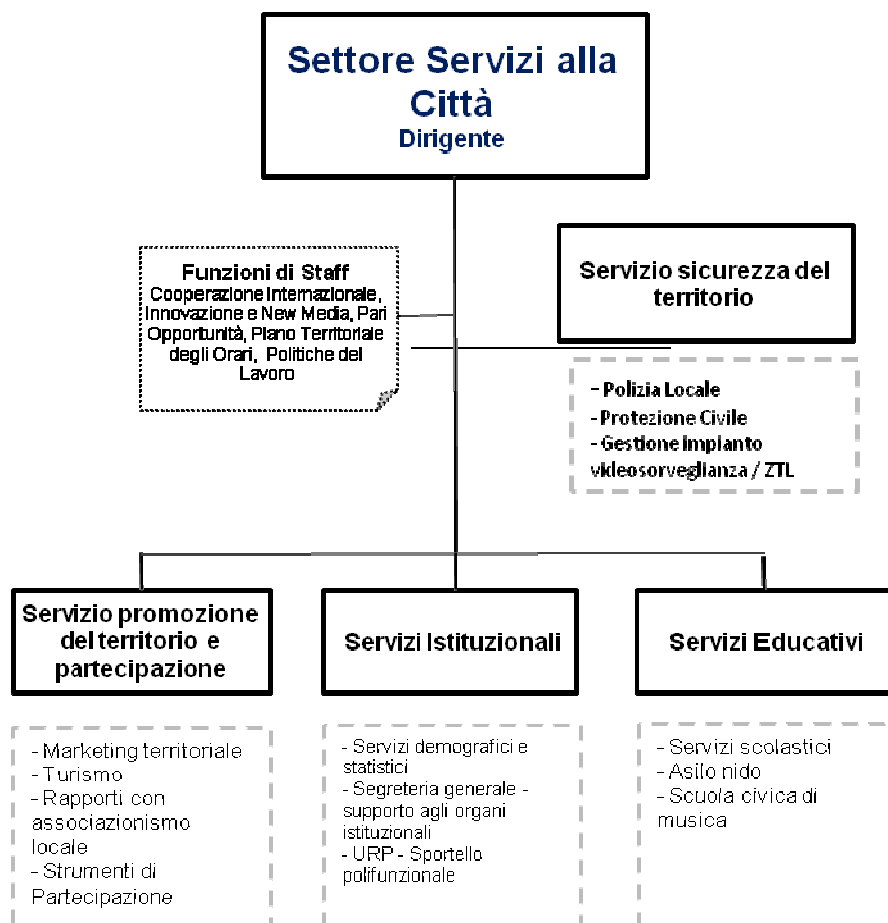 Settore Servizi alla
Città
Dirigente
Funzioni di Staff
Cooperazione Internazionale,
Innovazione e New Media, Pari
Opportunità, Piano Territoriale
degli Orari, Politiche del
Lavoro
Servizio sicurezza del
territorio
- Polizia Locale
- Protezione Civile
- Gestione impianto
videosorveglianza / ZTL
Servizio promozione
del territorio e
partecipazione
Servizi Istituzionali
Servizi Educativi
- Marketing territoriale
- Turismo
- Rapporti con
associazionismo
locale
- Strumenti di
Partecipazione
- Servizi demografici e
statistici
- Segreteria generale -
supporto agli organi
istituzionali
- URP - Sportello
polifunzionale
- Servizi scolastici
- Asilo nido
- Scuola civica di
musica